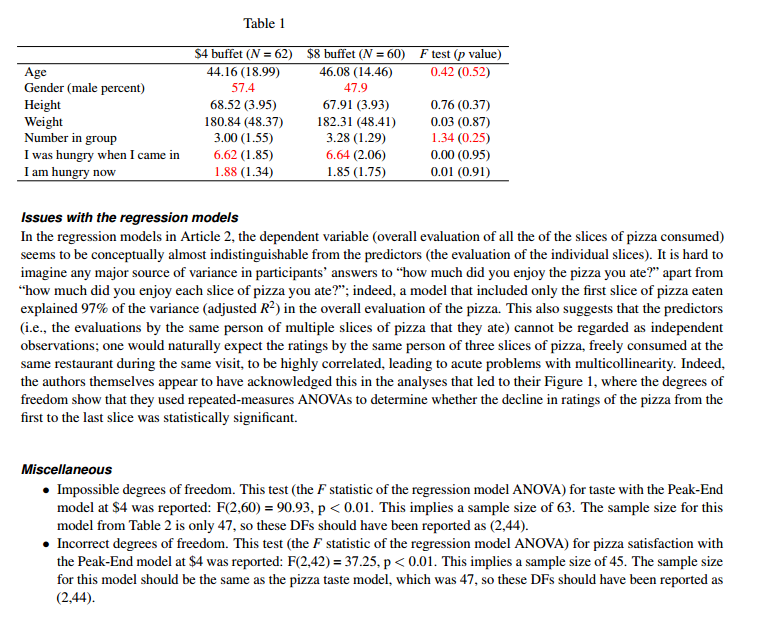 Table 1
$4 buffet (N = 62) $8 buffet (N = 60) F test (p value)
Age 44.16 (18.99) 46.08 (14.46) 0.42 (0.52)
Gender (male percent) 57.4 47.9
Height 68.52 (3.95) 67.91 (3.93) 0.76 (0.37)
Weight 180.84 (48.37) 182.31 (48.41) 0.03 (0.87)
Number in group 3.00 (1.55) 3.28 (1.29) 1.34 (0.25)
I was hungry when I came in 6.62 (1.85) 6.64 (2.06) 0.00 (0.95)
I am hungry now 1.88 (1.34) 1.85 (1.75) 0.01 (0.91)
Issues with the regression models
In the regression models in Article 2, the dependent variable (overall evaluation of all the of the slices of pizza consumed)
seems to be conceptually almost indistinguishable from the predictors (the evaluation of the individual slices). It is hard to
imagine any major source of variance in participants’ answers to “how much did you enjoy the pizza you ate?” apart from
“how much did you enjoy each slice of pizza you ate?”; indeed, a model that included only the first slice of pizza eaten
explained 97% of the variance (adjusted R²) in the overall evaluation of the pizza. This also suggests that the predictors
(i.e., the evaluations by the same person of multiple slices of pizza that they ate) cannot be regarded as independent
observations; one would naturally expect the ratings by the same person of three slices of pizza, freely consumed at the
same restaurant during the same visit, to be highly correlated, leading to acute problems with multicollinearity. Indeed,
the authors themselves appear to have acknowledged this in the analyses that led to their Figure 1, where the degrees of
freedom show that they used repeated-measures ANOVAs to determine whether the decline in ratings of the pizza from the
first to the last slice was statistically significant.
Miscellaneous
• Impossible degrees of freedom. This test (the F statistic of the regression model ANOVA) for taste with the Peak-End
model at $4 was reported: F(2,60) = 90.93, p < 0.01. This implies a sample size of 63. The sample size for this
model from Table 2 is only 47, so these DFs should have been reported as (2,44).
• Incorrect degrees of freedom. This test (the F statistic of the regression model ANOVA) for pizza satisfaction with
the Peak-End model at $4 was reported: F(2,42) = 37.25, p < 0.01. This implies a sample size of 45. The sample size
for this model should be the same as the pizza taste model, which was 47, so these DFs should have been reported as
(2,44).